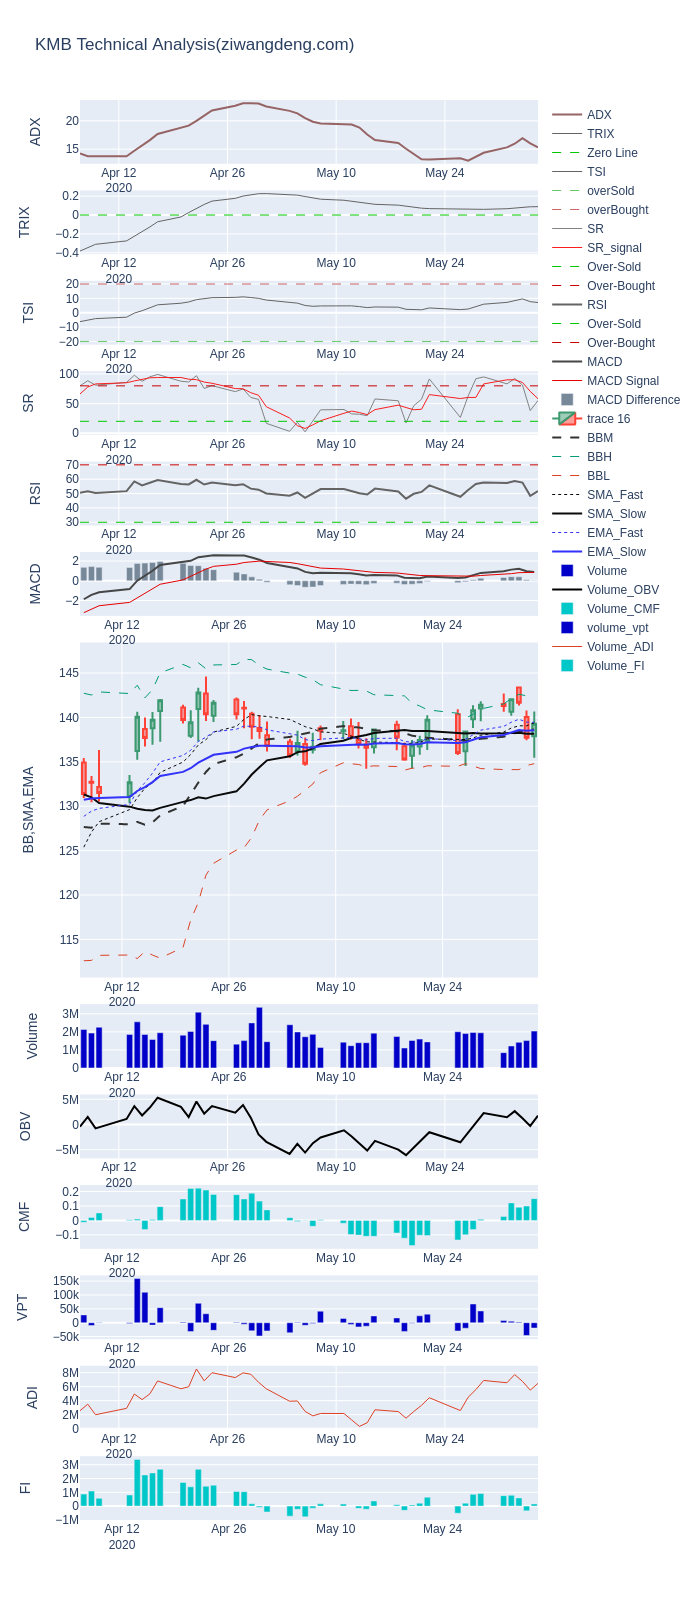 KMB Technical Analysis(ziwangdeng.com)
ADX
20
15
Apr 12
2020
Apr 26
May 10
May 24
TRIX
0.2
0
−0.2
−0.4
Apr 12
2020
Apr 26
May 10
May 24
TSI
20
10
0
−10
−20
Apr 12
2020
Apr 26
May 10
May 24
SR
100
50
0
Apr 12
2020
Apr 26
May 10
May 24
RSI
70
60
50
40
30
Apr 12
2020
Apr 26
May 10
May 24
MACD
2
0
−2
Apr 12
2020
Apr 26
May 10
May 24
BB,SMA,EMA
145
140
135
130
125
120
115
Apr 12
2020
Apr 26
May 10
May 24
Volume
3M
2M
1M
0
Apr 12
2020
Apr 26
May 10
May 24
OBV
5M
0
−5M
Apr 12
2020
Apr 26
May 10
May 24
CMF
0.2
0.1
0
−0.1
Apr 12
2020
Apr 26
May 10
May 24
VPT
150k
100k
50k
0
−50k
Apr 12
2020
Apr 26
May 10
May 24
ADI
8M
6M
4M
2M
0
Apr 12
2020
Apr 26
May 10
May 24
FI
3M
2M
1M
0
−1M
Apr 12
2020
Apr 26
May 10
May 24
ADX
TRIX
Zero Line
TSI
overSold
overBought
SR
SR_signal
Over-Sold
Over-Bought
RSI
Over-Sold
Over-Bought
MACD
MACD Signal
MACD Difference
trace 16
BBM
BBH
BBL
SMA_Fast
SMA_Slow
EMA_Fast
EMA_Slow
Volume
Volume_OBV
Volume_CMF
volume_vpt
Volume_ADI
Volume_FI